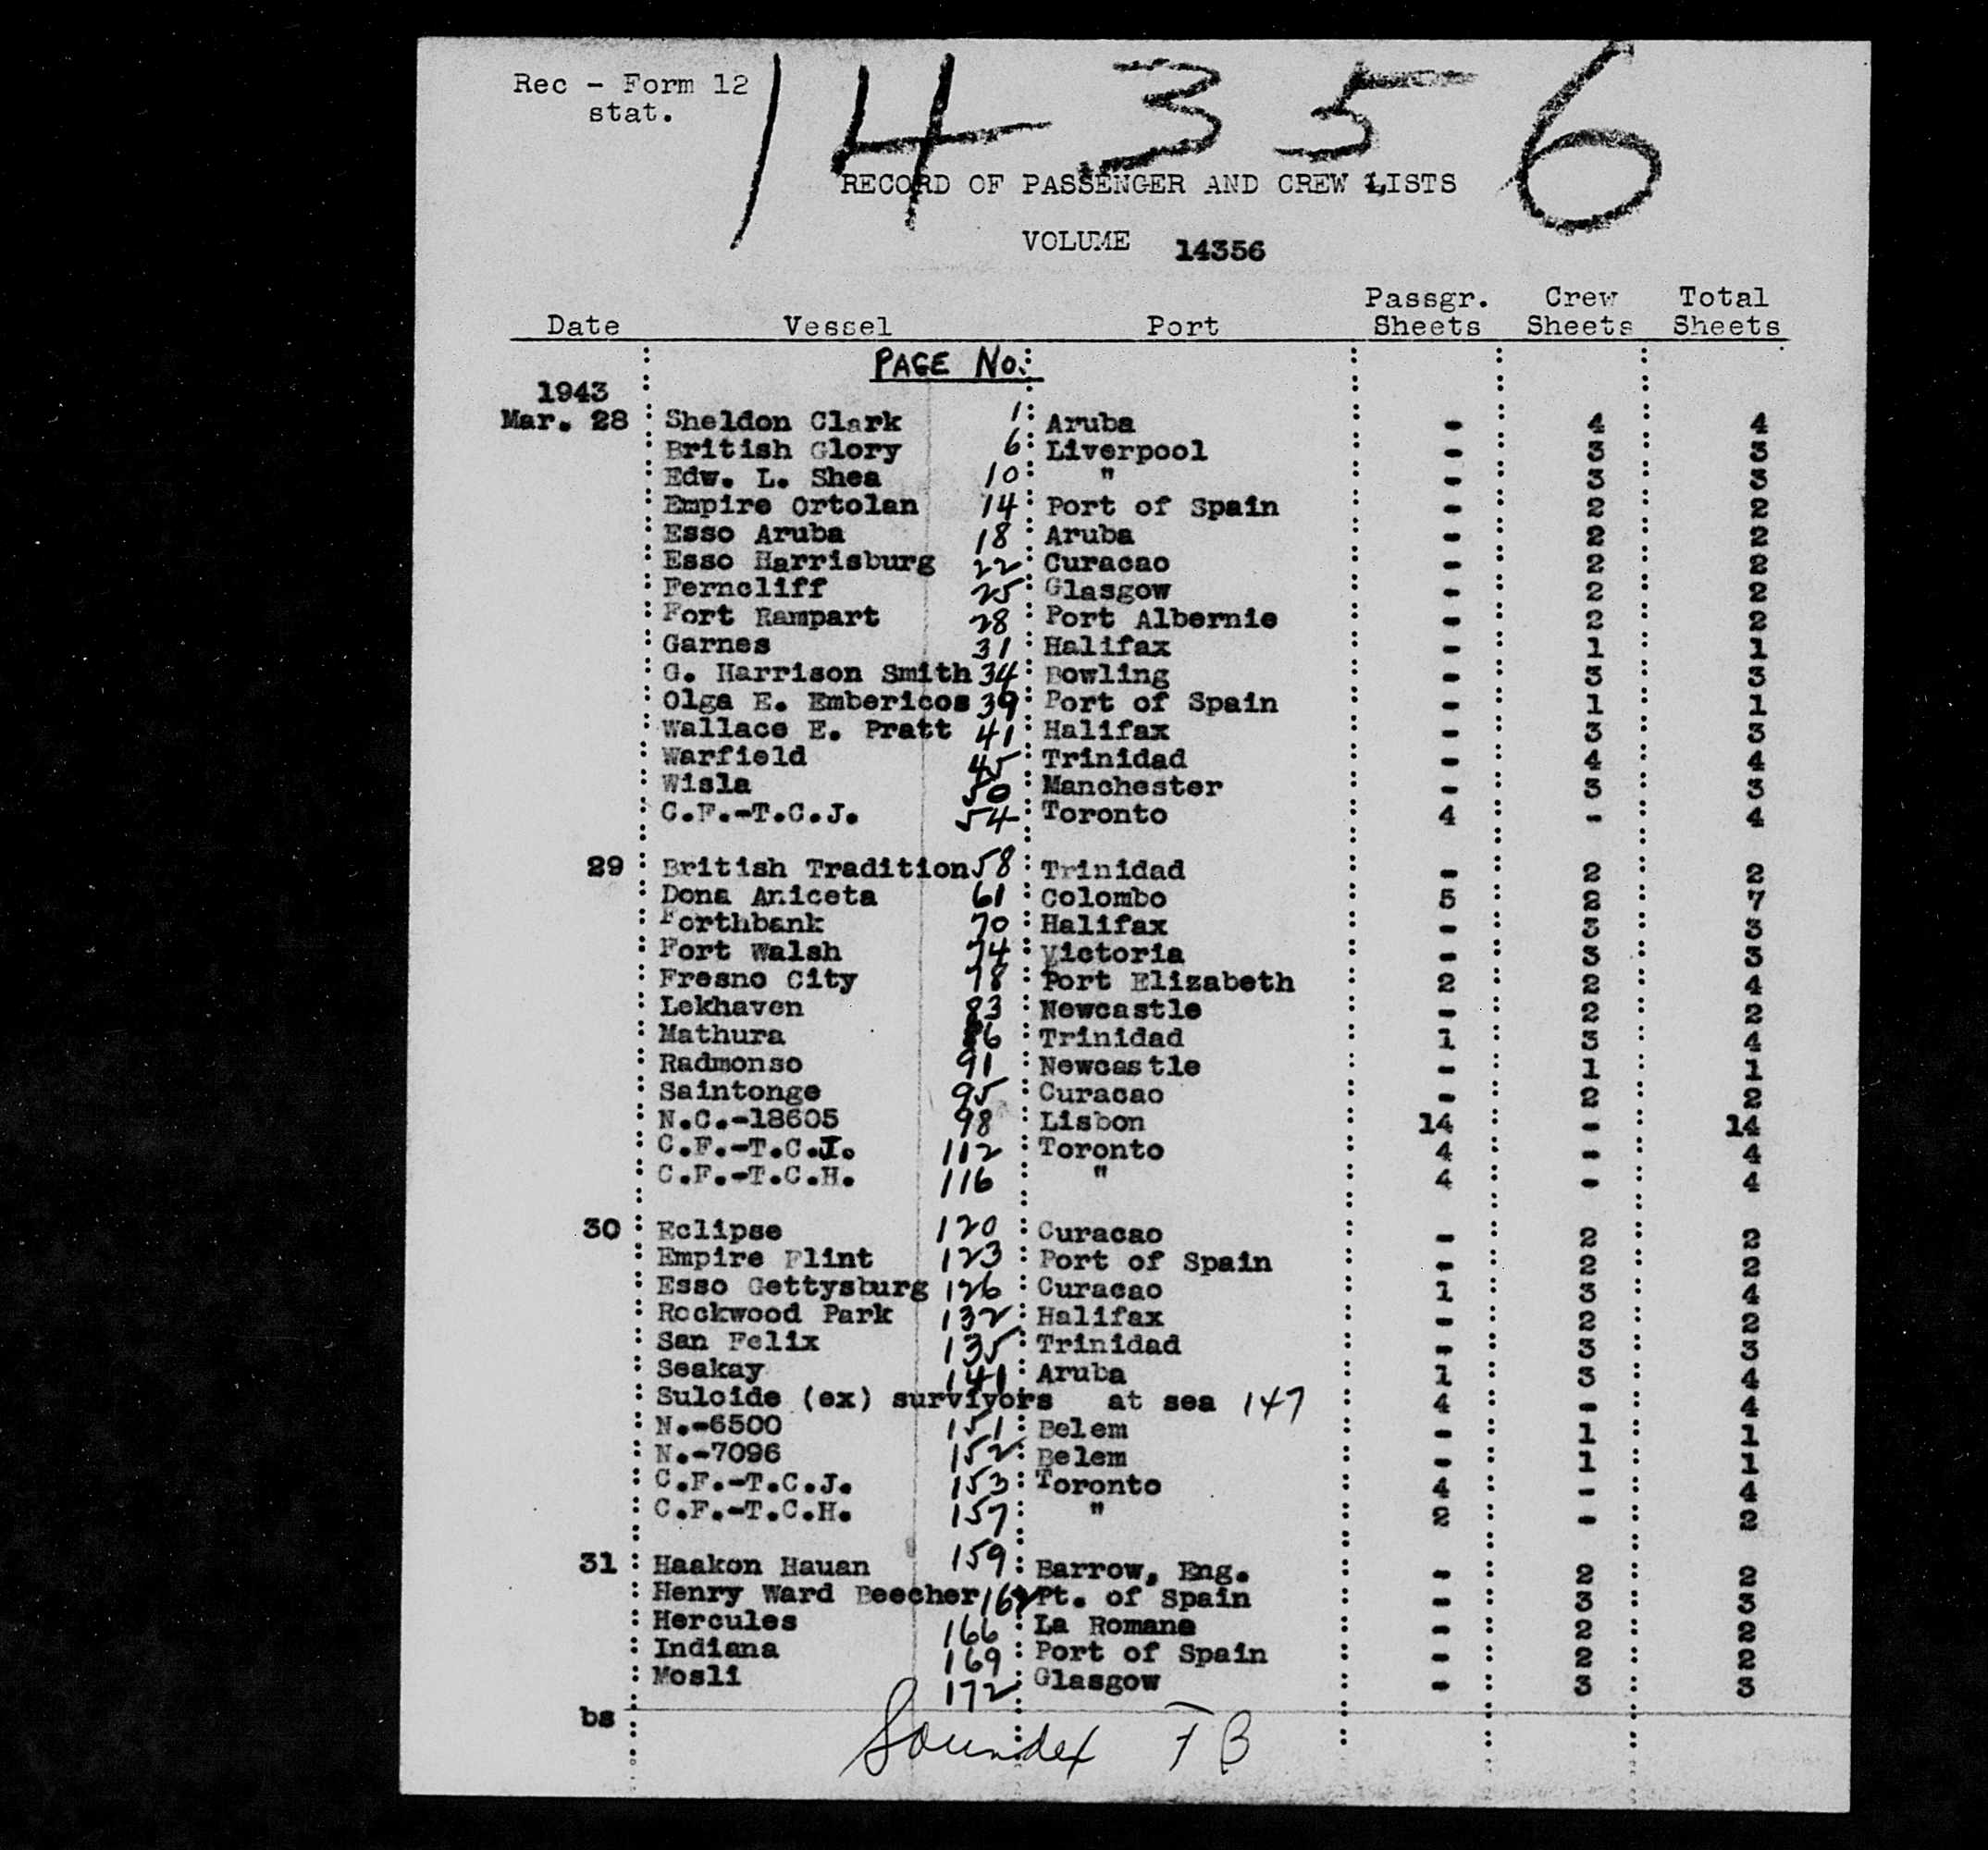 14356
Rec - Form 12
stat.
RECORD OF PASSENGER AND CREW LISTS
VOLUME 14356
Date Vessel Port Passgr. Sheets Crew Sheets Total Sheets
PAGE No.
1943
Mar. 28 Sheldon Clark 1 Aruba - 4 4
British Glory 6 Liverpool - 3 3
Edw. L. Shea 10 " - 3 3
Empire Ortolan 14 Port of Spain - 2 2
Esso Aruba 18 Aruba - 2 2
Esso Harrisburg 22 Curacao - 2 2
Ferncliff 25 Glasgow - 2 2
Fort Rampart 28 Port Albernie - 2 2
Garnes 31 Halifax - 1 1
G. Harrison Smith 34 Bowling - 3 3
Olga E. Embericos 39 Port of Spain - 1 1
Wallace E. Pratt 41 Halifax - 3 3
Warfield 45 Trinidad - 4 4
Wisla 50 Manchester - 3 3
C.F.-T.C.J. 54 Toronto 4 - 4
29 British Tradition 58 Trinidad - 2 2
Dona Aniceta 61 Colombo 5 2 7
Forthbank 70 Halifax - 3 3
Fort Walsh 74 Victoria - 3 3
Fresno City 78 Port Elizabeth 2 2 4
Lekhaven 83 Newcastle - 2 2
Mathura 86 Trinidad 1 3 4
Radmonso 91 Newcastle - 1 1
Saintonge 95 Curacao - 2 2
N.C.-18605 98 Lisbon 14 - 14
C.F.-T.C.I. 112 Toronto 4 - 4
C.F.-T.C.H. 116 " 4 - 4
30 Eclipse 120 Curacao - 2 2
Empire Flint 123 Port of Spain - 2 2
Esso Gettysburg 126 Curacao 1 3 4
Rockwood Park 132 Halifax - 2 2
San Felix 135 Trinidad - 3 3
Seakay 141 Aruba 1 3 4
Suloide (ex) survivors at sea 147 4 - 4
N.-6500 151 Belem - 1 1
N.-7096 152 Belem - 1 1
C.F.-T.C.J. 153 Toronto 4 - 4
C.F.-T.C.H. 157 " 2 - 2
31 Haakon Hauan 159 Barrow, Eng. - 2 2
Henry Ward Beecher 162 Pt. of Spain - 3 3
Hercules 166 La Romana - 2 2
Indiana 169 Port of Spain - 2 2
Mosli 172 Glasgow - 3 3
bs
Soundex TB